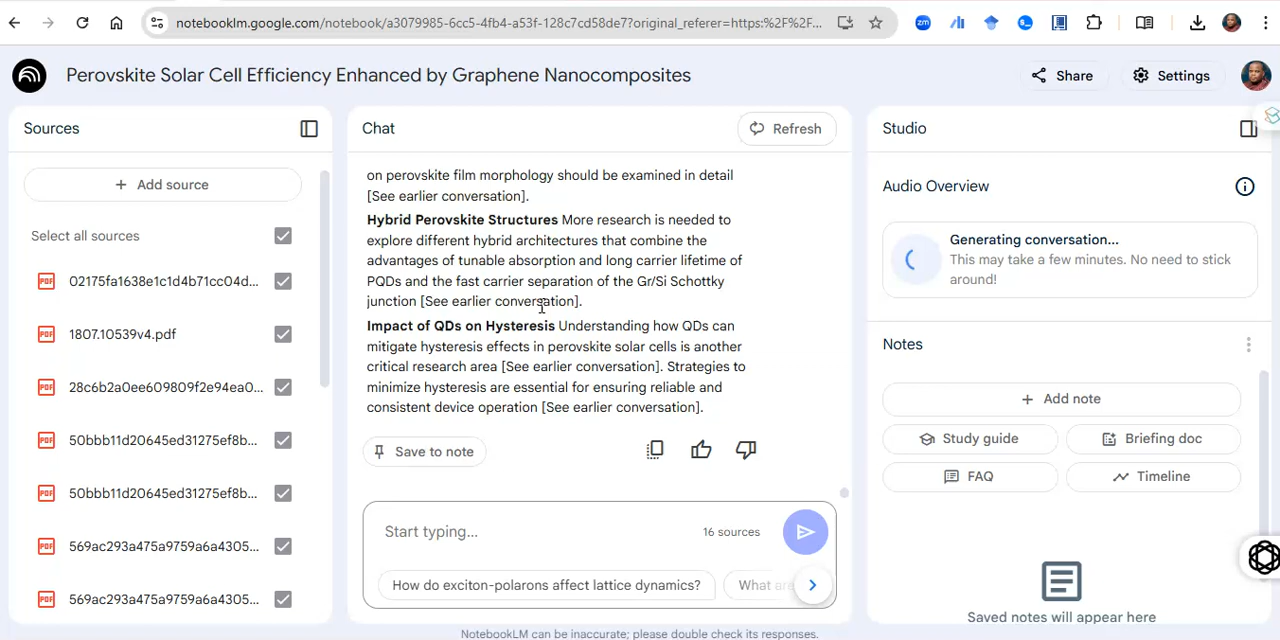 notebooklm.google.com/notebook/a3079985-6cc5-4fb4-a53f-128c7cd58de7?original_referer=https:%2F%2F...
zm
Perovskite Solar Cell Efficiency Enhanced by Graphene Nanocomposites
Share
Settings
Sources
Add source
Select all sources
PDF 02175fa1638e1c1d4b71cc04d...
PDF 1807.10539v4.pdf
PDF 28c6b2a0ee609809f2e94ea0...
PDF 50bbb11d20645ed31275ef8b...
PDF 50bbb11d20645ed31275ef8b...
PDF 569ac293a475a9759a6a4305...
PDF 569ac293a475a9759a6a4305...
Chat
Refresh
on perovskite film morphology should be examined in detail
[See earlier conversation].
Hybrid Perovskite Structures More research is needed to
explore different hybrid architectures that combine the
advantages of tunable absorption and long carrier lifetime of
PQDs and the fast carrier separation of the Gr/Si Schottky
junction [See earlier conversation].
Impact of QDs on Hysteresis Understanding how QDs can
mitigate hysteresis effects in perovskite solar cells is another
critical research area [See earlier conversation]. Strategies to
minimize hysteresis are essential for ensuring reliable and
consistent device operation [See earlier conversation].
Save to note
Start typing...
16 sources
How do exciton-polarons affect lattice dynamics?
What are
NotebookLM can be inaccurate; please double check its responses.
Studio
Audio Overview
Generating conversation...
This may take a few minutes. No need to stick
around!
Notes
Add note
Study guide
Briefing doc
FAQ
Timeline
Saved notes will appear here